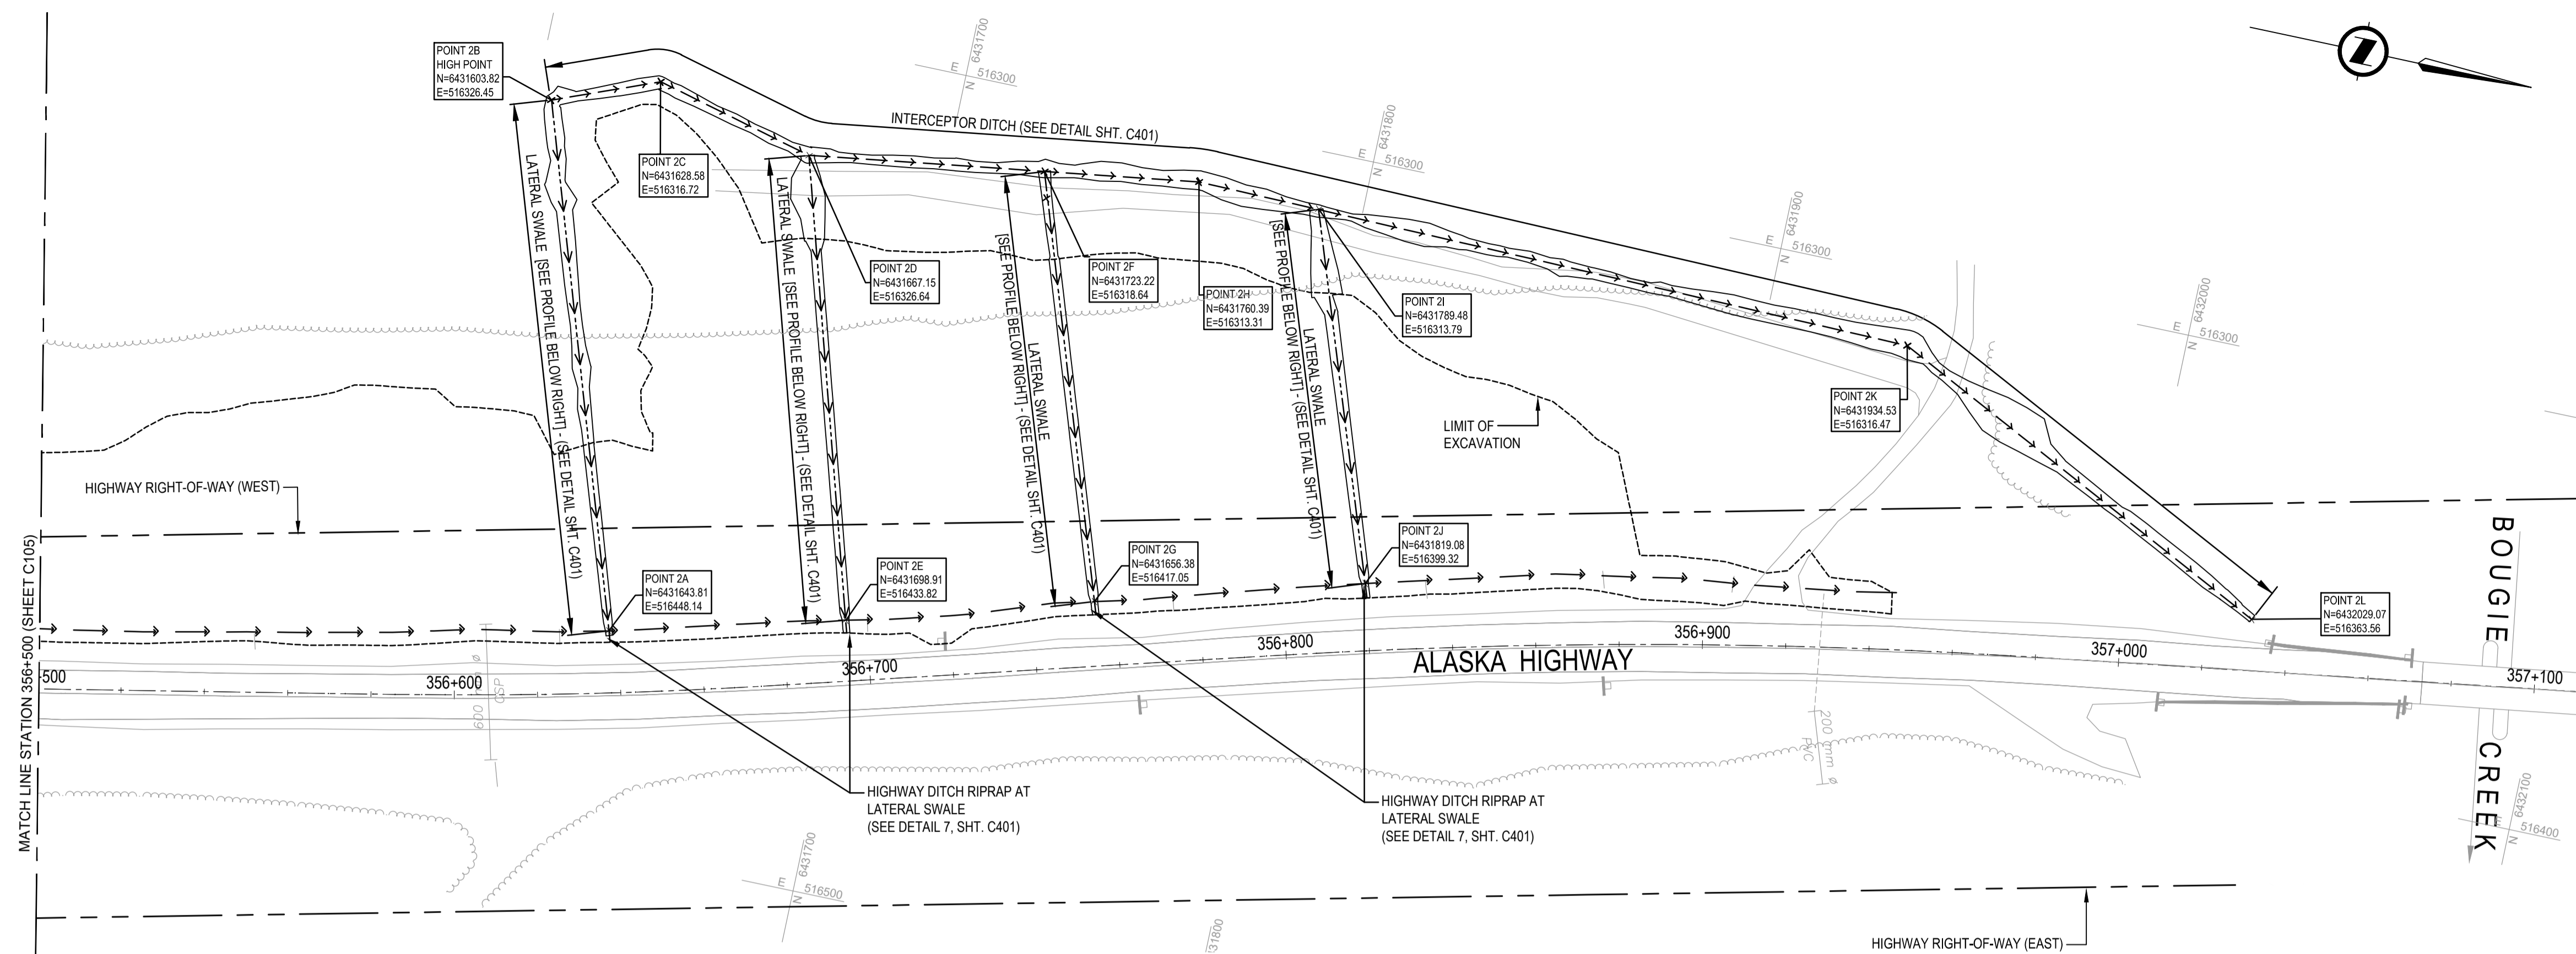 POINT 2B
HIGH POINT
N=6431603.82
E=516326.45
E 516300
N 6431700
INTERCEPTOR DITCH (SEE DETAIL SHT. C401)
E 516300
N 6431800
POINT 2C
N=6431628.58
E=516316.72
LATERAL SWALE [SEE PROFILE BELOW RIGHT] - (SEE DETAIL SHT. C401)
LATERAL SWALE [SEE PROFILE BELOW RIGHT] - (SEE DETAIL SHT. C401)
LATERAL SWALE
[SEE PROFILE BELOW RIGHT] - (SEE DETAIL SHT. C401)
LATERAL SWALE
[SEE PROFILE BELOW RIGHT] - (SEE DETAIL SHT. C401)
E 516300
N 6431900
POINT 2D
N=6431667.15
E=516326.64
POINT 2F
N=6431723.22
E=516318.64
POINT 2H
N=6431760.39
E=516313.31
POINT 2I
N=6431789.48
E=516313.79
E 516300
N 6432000
POINT 2K
N=6431934.53
E=516316.47
LIMIT OF
EXCAVATION
HIGHWAY RIGHT-OF-WAY (WEST)
MATCH LINE STATION 356+500 (SHEET C105)
POINT 2A
N=6431643.81
E=516448.14
POINT 2E
N=6431698.91
E=516433.82
POINT 2G
N=6431656.38
E=516417.05
POINT 2J
N=6431819.08
E=516399.32
POINT 2L
N=6432029.07
E=516363.56
BOUGIE CREEK
500
356+600
356+700
356+800
356+900
357+000
357+100
ALASKA HIGHWAY
600 ø
CSP
200 mm ø
PVC
HIGHWAY DITCH RIPRAP AT
LATERAL SWALE
(SEE DETAIL 7, SHT. C401)
HIGHWAY DITCH RIPRAP AT
LATERAL SWALE
(SEE DETAIL 7, SHT. C401)
E 516500
N 6431700
31800
E 516400
N 6432100
HIGHWAY RIGHT-OF-WAY (EAST)